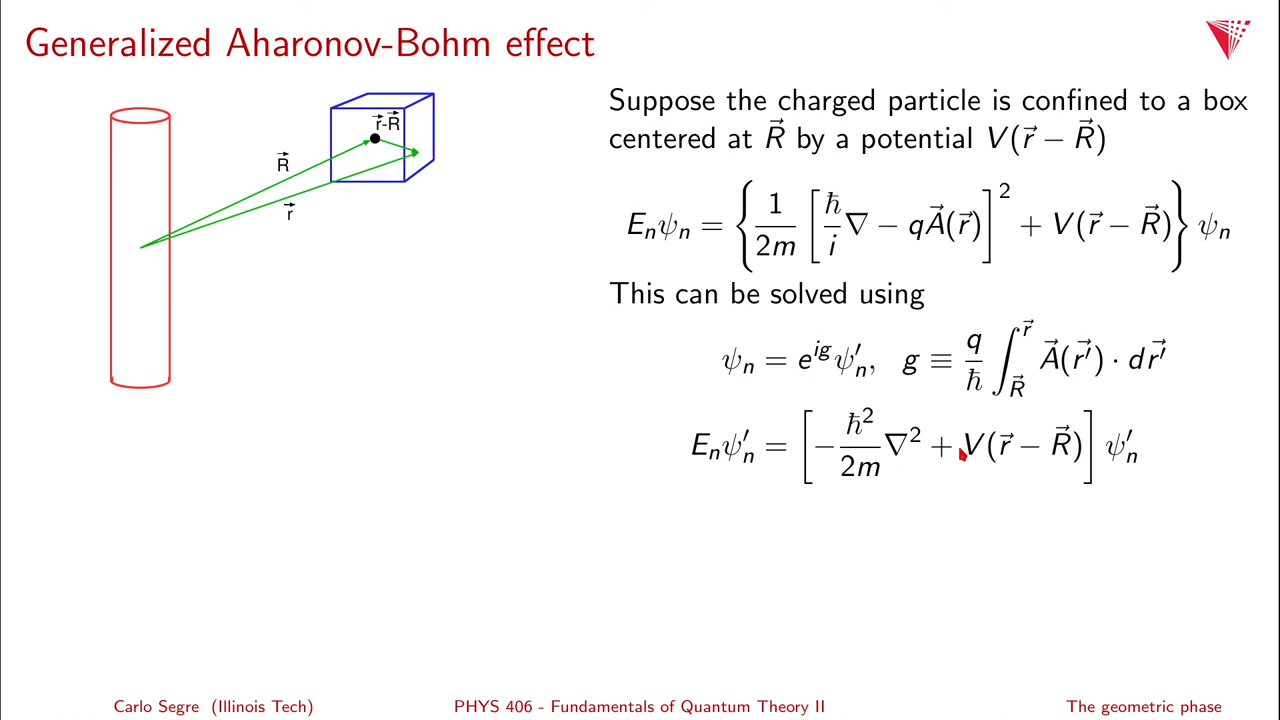 Generalized Aharonov-Bohm effect
Suppose the charged particle is confined to a box
centered at $\vec{R}$ by a potential $V(\vec{r} - \vec{R})$
$\vec{r}$-$\vec{R}$
$\vec{R}$
$\vec{r}$
$E_n\psi_n = \left\{ \frac{1}{2m} \left[ \frac{\hbar}{i} \nabla - q\vec{A}(\vec{r}) \right]^2 + V(\vec{r} - \vec{R}) \right\} \psi_n$
This can be solved using
$\psi_n = e^{ig}\psi'_n, \quad g \equiv \frac{q}{\hbar} \int_{\vec{R}}^{\vec{r}} \vec{A}(\vec{r'}) \cdot d\vec{r'}$
$E_n\psi'_n = \left[ -\frac{\hbar^2}{2m} \nabla^2 + V(\vec{r} - \vec{R}) \right] \psi'_n$
Carlo Segre (Illinois Tech)
PHYS 406 - Fundamentals of Quantum Theory II
The geometric phase